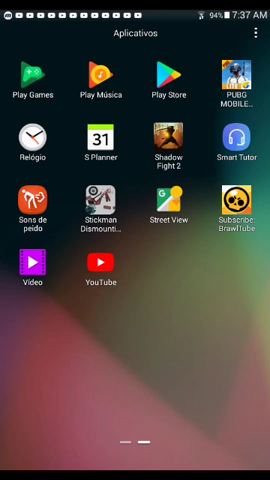 94% 7:37 AM
Aplicativos
Play Games
Play Música
Play Store
PUBG
MOBILE...
Relógio
31
S Planner
Shadow
Fight 2
Smart Tutor
Sons de
peido
Stickman
Dismounti...
Street View
Subscribe:
BrawlTube
Vídeo
YouTube